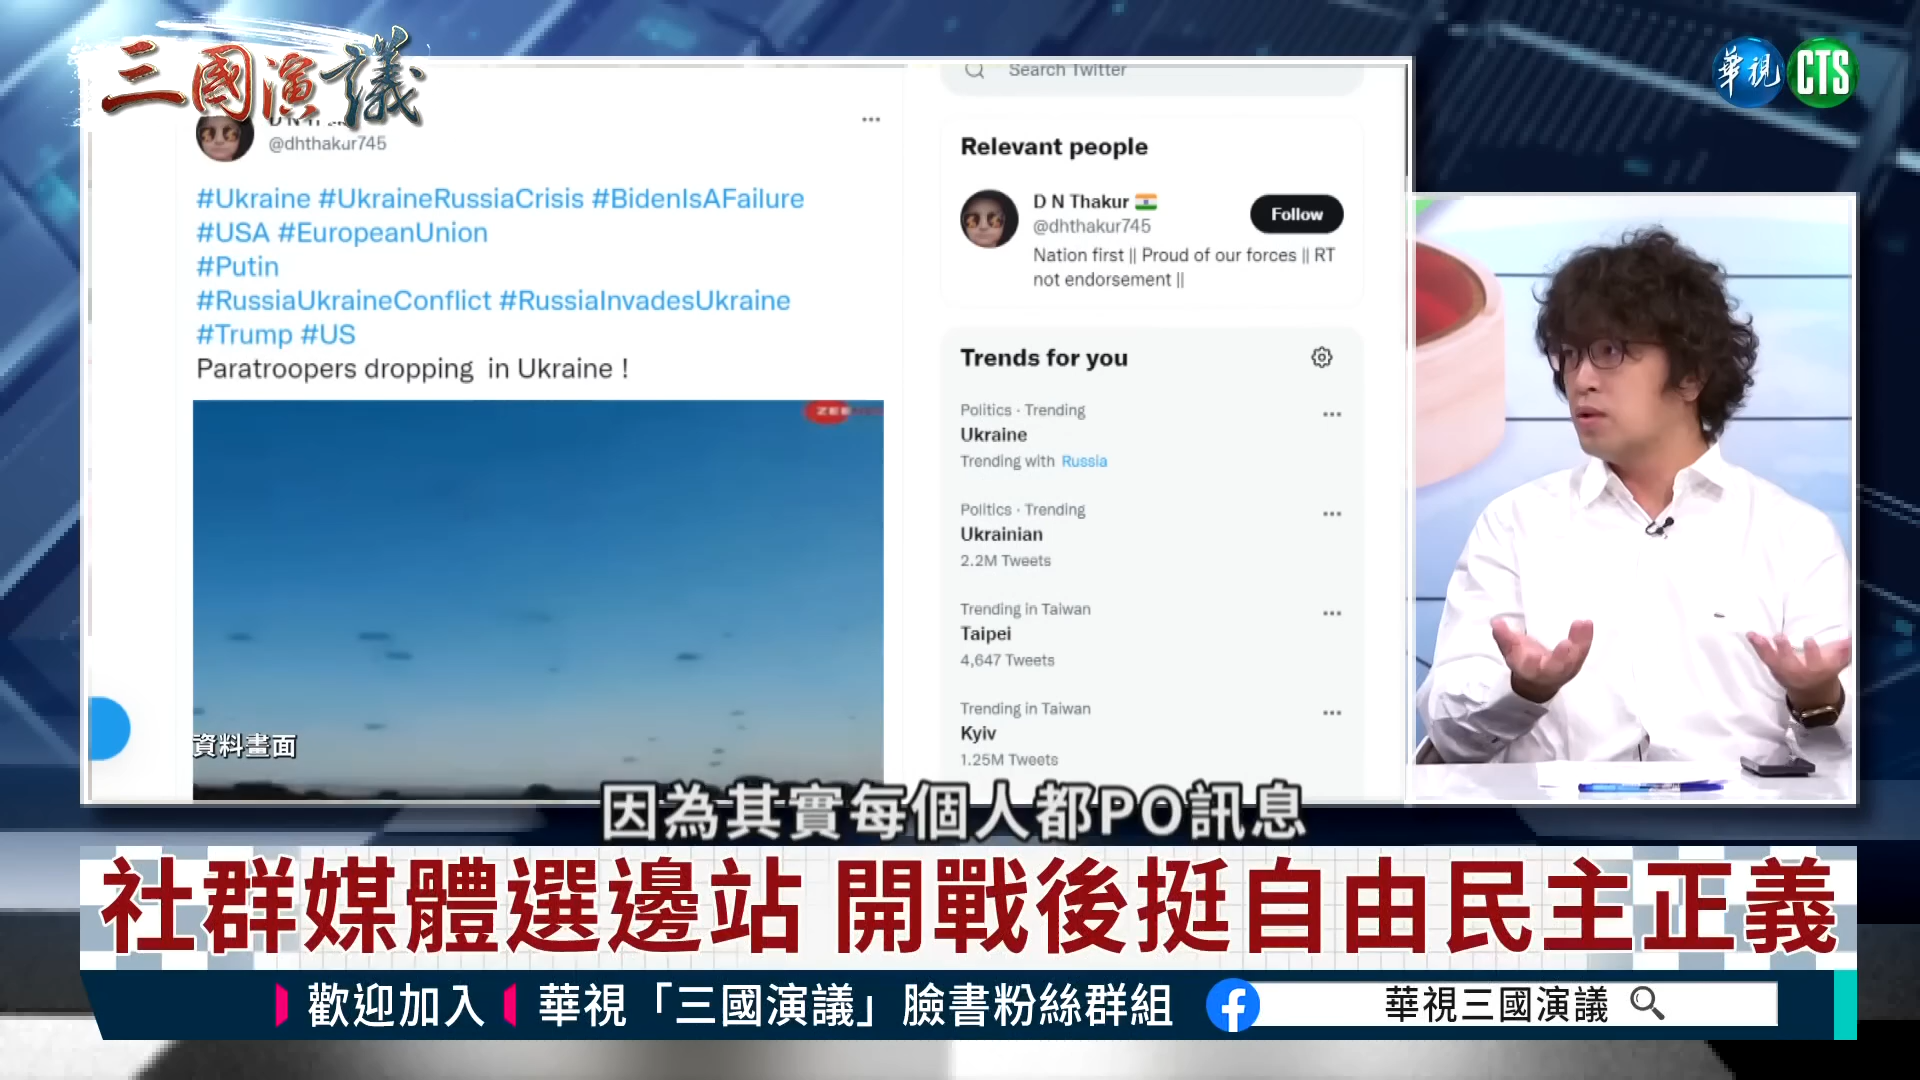 三國演議
華視 CTS
Search Twitter
@dhthakur745
#Ukraine #UkraineRussiaCrisis #BidenIsAFailure
#USA #EuropeanUnion
#Putin
#RussiaUkraineConflict #RussiaInvadesUkraine
#Trump #US
Paratroopers dropping in Ukraine !
資料畫面
Relevant people
D N Thakur
@dhthakur745
Follow
Nation first || Proud of our forces || RT
not endorsement ||
Trends for you
Politics · Trending
Ukraine
Trending with Russia
Politics · Trending
Ukrainian
2.2M Tweets
Trending in Taiwan
Taipei
4,647 Tweets
Trending in Taiwan
Kyiv
1.25M Tweets
因為其實每個人都PO訊息
社群媒體選邊站 開戰後挺自由民主正義
歡迎加入 華視「三國演議」臉書粉絲群組
華視三國演議